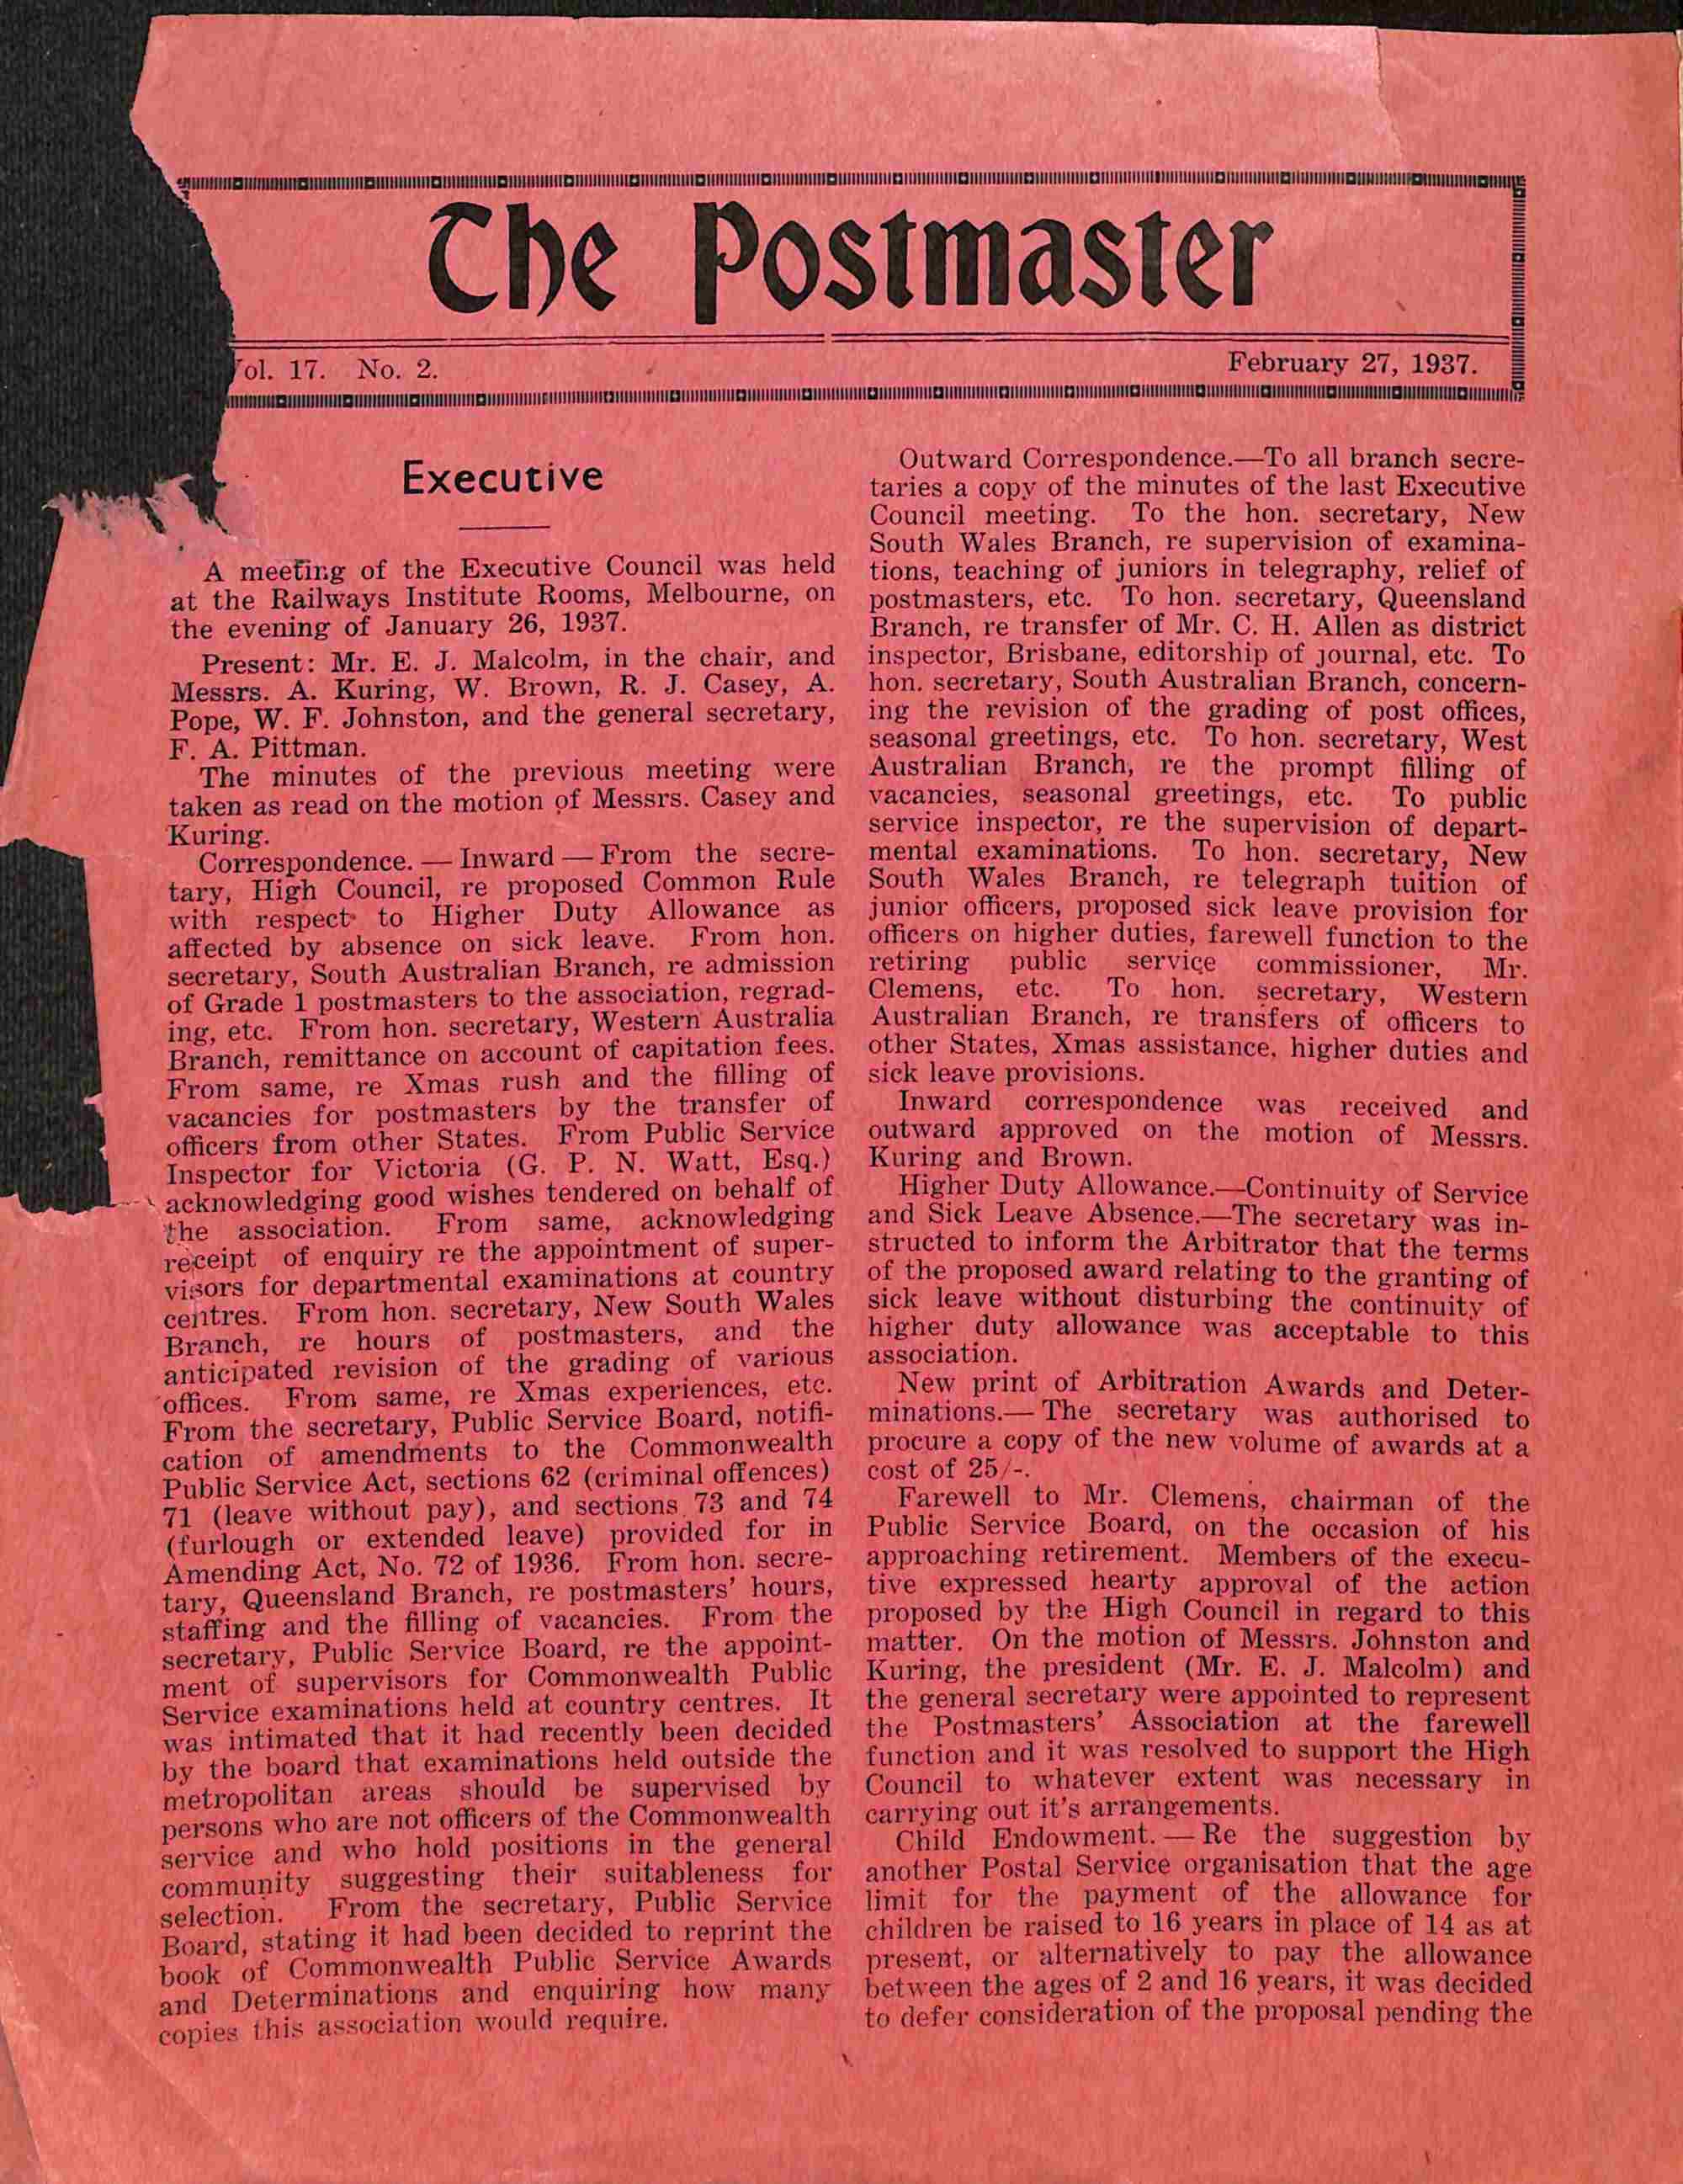 The Postmaster
Vol. 17. No. 2.
February 27, 1937.
Executive
A meeting of the Executive Council was held
at the Railways Institute Rooms, Melbourne, on
the evening of January 26, 1937.
Present: Mr. E. J. Malcolm, in the chair, and
Messrs. A. Kuring, W. Brown, R. J. Casey, A.
Pope, W. F. Johnston, and the general secretary,
F. A. Pittman.
The minutes of the previous meeting were
taken as read on the motion of Messrs. Casey and
Kuring.
Correspondence. — Inward — From the secre-
tary, High Council, re proposed Common Rule
with respect to Higher Duty Allowance as
affected by absence on sick leave. From hon.
secretary, South Australian Branch, re admission
of Grade 1 postmasters to the association, regrad-
ing, etc. From hon. secretary, Western Australia
Branch, remittance on account of capitation fees.
From same, re Xmas rush and the filling of
vacancies for postmasters by the transfer of
officers from other States. From Public Service
Inspector for Victoria (G. P. N. Watt, Esq.)
acknowledging good wishes tendered on behalf of
the association. From same, acknowledging
receipt of enquiry re the appointment of super-
visors for departmental examinations at country
centres. From hon. secretary, New South Wales
Branch, re hours of postmasters, and the
anticipated revision of the grading of various
offices. From same, re Xmas experiences, etc.
From the secretary, Public Service Board, notifi-
cation of amendments to the Commonwealth
Public Service Act, sections 62 (criminal offences)
71 (leave without pay), and sections 73 and 74
(furlough or extended leave) provided for in
Amending Act, No. 72 of 1936. From hon. secre-
tary, Queensland Branch, re postmasters' hours,
staffing and the filling of vacancies. From the
secretary, Public Service Board, re the appoint-
ment of supervisors for Commonwealth Public
Service examinations held at country centres. It
was intimated that it had recently been decided
by the board that examinations held outside the
metropolitan areas should be supervised by
persons who are not officers of the Commonwealth
service and who hold positions in the general
community suggesting their suitableness for
selection. From the secretary, Public Service
Board, stating it had been decided to reprint the
book of Commonwealth Public Service Awards
and Determinations and enquiring how many
copies this association would require.
Outward Correspondence.—To all branch secre-
taries a copy of the minutes of the last Executive
Council meeting. To the hon. secretary, New
South Wales Branch, re supervision of examina-
tions, teaching of juniors in telegraphy, relief of
postmasters, etc. To hon. secretary, Queensland
Branch, re transfer of Mr. C. H. Allen as district
inspector, Brisbane, editorship of journal, etc. To
hon. secretary, South Australian Branch, concern-
ing the revision of the grading of post offices,
seasonal greetings, etc. To hon. secretary, West
Australian Branch, re the prompt filling of
vacancies, seasonal greetings, etc. To public
service inspector, re the supervision of depart-
mental examinations. To hon. secretary, New
South Wales Branch, re telegraph tuition of
junior officers, proposed sick leave provision for
officers on higher duties, farewell function to the
retiring public service commissioner, Mr.
Clemens, etc. To hon. secretary, Western
Australian Branch, re transfers of officers to
other States, Xmas assistance, higher duties and
sick leave provisions.
Inward correspondence was received and
outward approved on the motion of Messrs.
Kuring and Brown.
Higher Duty Allowance.—Continuity of Service
and Sick Leave Absence.—The secretary was in-
structed to inform the Arbitrator that the terms
of the proposed award relating to the granting of
sick leave without disturbing the continuity of
higher duty allowance was acceptable to this
association.
New print of Arbitration Awards and Deter-
minations.— The secretary was authorised to
procure a copy of the new volume of awards at a
cost of 25/-.
Farewell to Mr. Clemens, chairman of the
Public Service Board, on the occasion of his
approaching retirement. Members of the execu-
tive expressed hearty approval of the action
proposed by the High Council in regard to this
matter. On the motion of Messrs. Johnston and
Kuring, the president (Mr. E. J. Malcolm) and
the general secretary were appointed to represent
the Postmasters' Association at the farewell
function and it was resolved to support the High
Council to whatever extent was necessary in
carrying out it's arrangements.
Child Endowment. — Re the suggestion by
another Postal Service organisation that the age
limit for the payment of the allowance for
children be raised to 16 years in place of 14 as at
present, or alternatively to pay the allowance
between the ages of 2 and 16 years, it was decided
to defer consideration of the proposal pending the